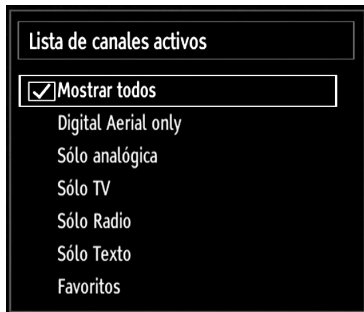 Lista de canales activos
Mostrar todos
Digital Aerial only
Sólo analógica
Sólo TV
Sólo Radio
Sólo Texto
Favoritos